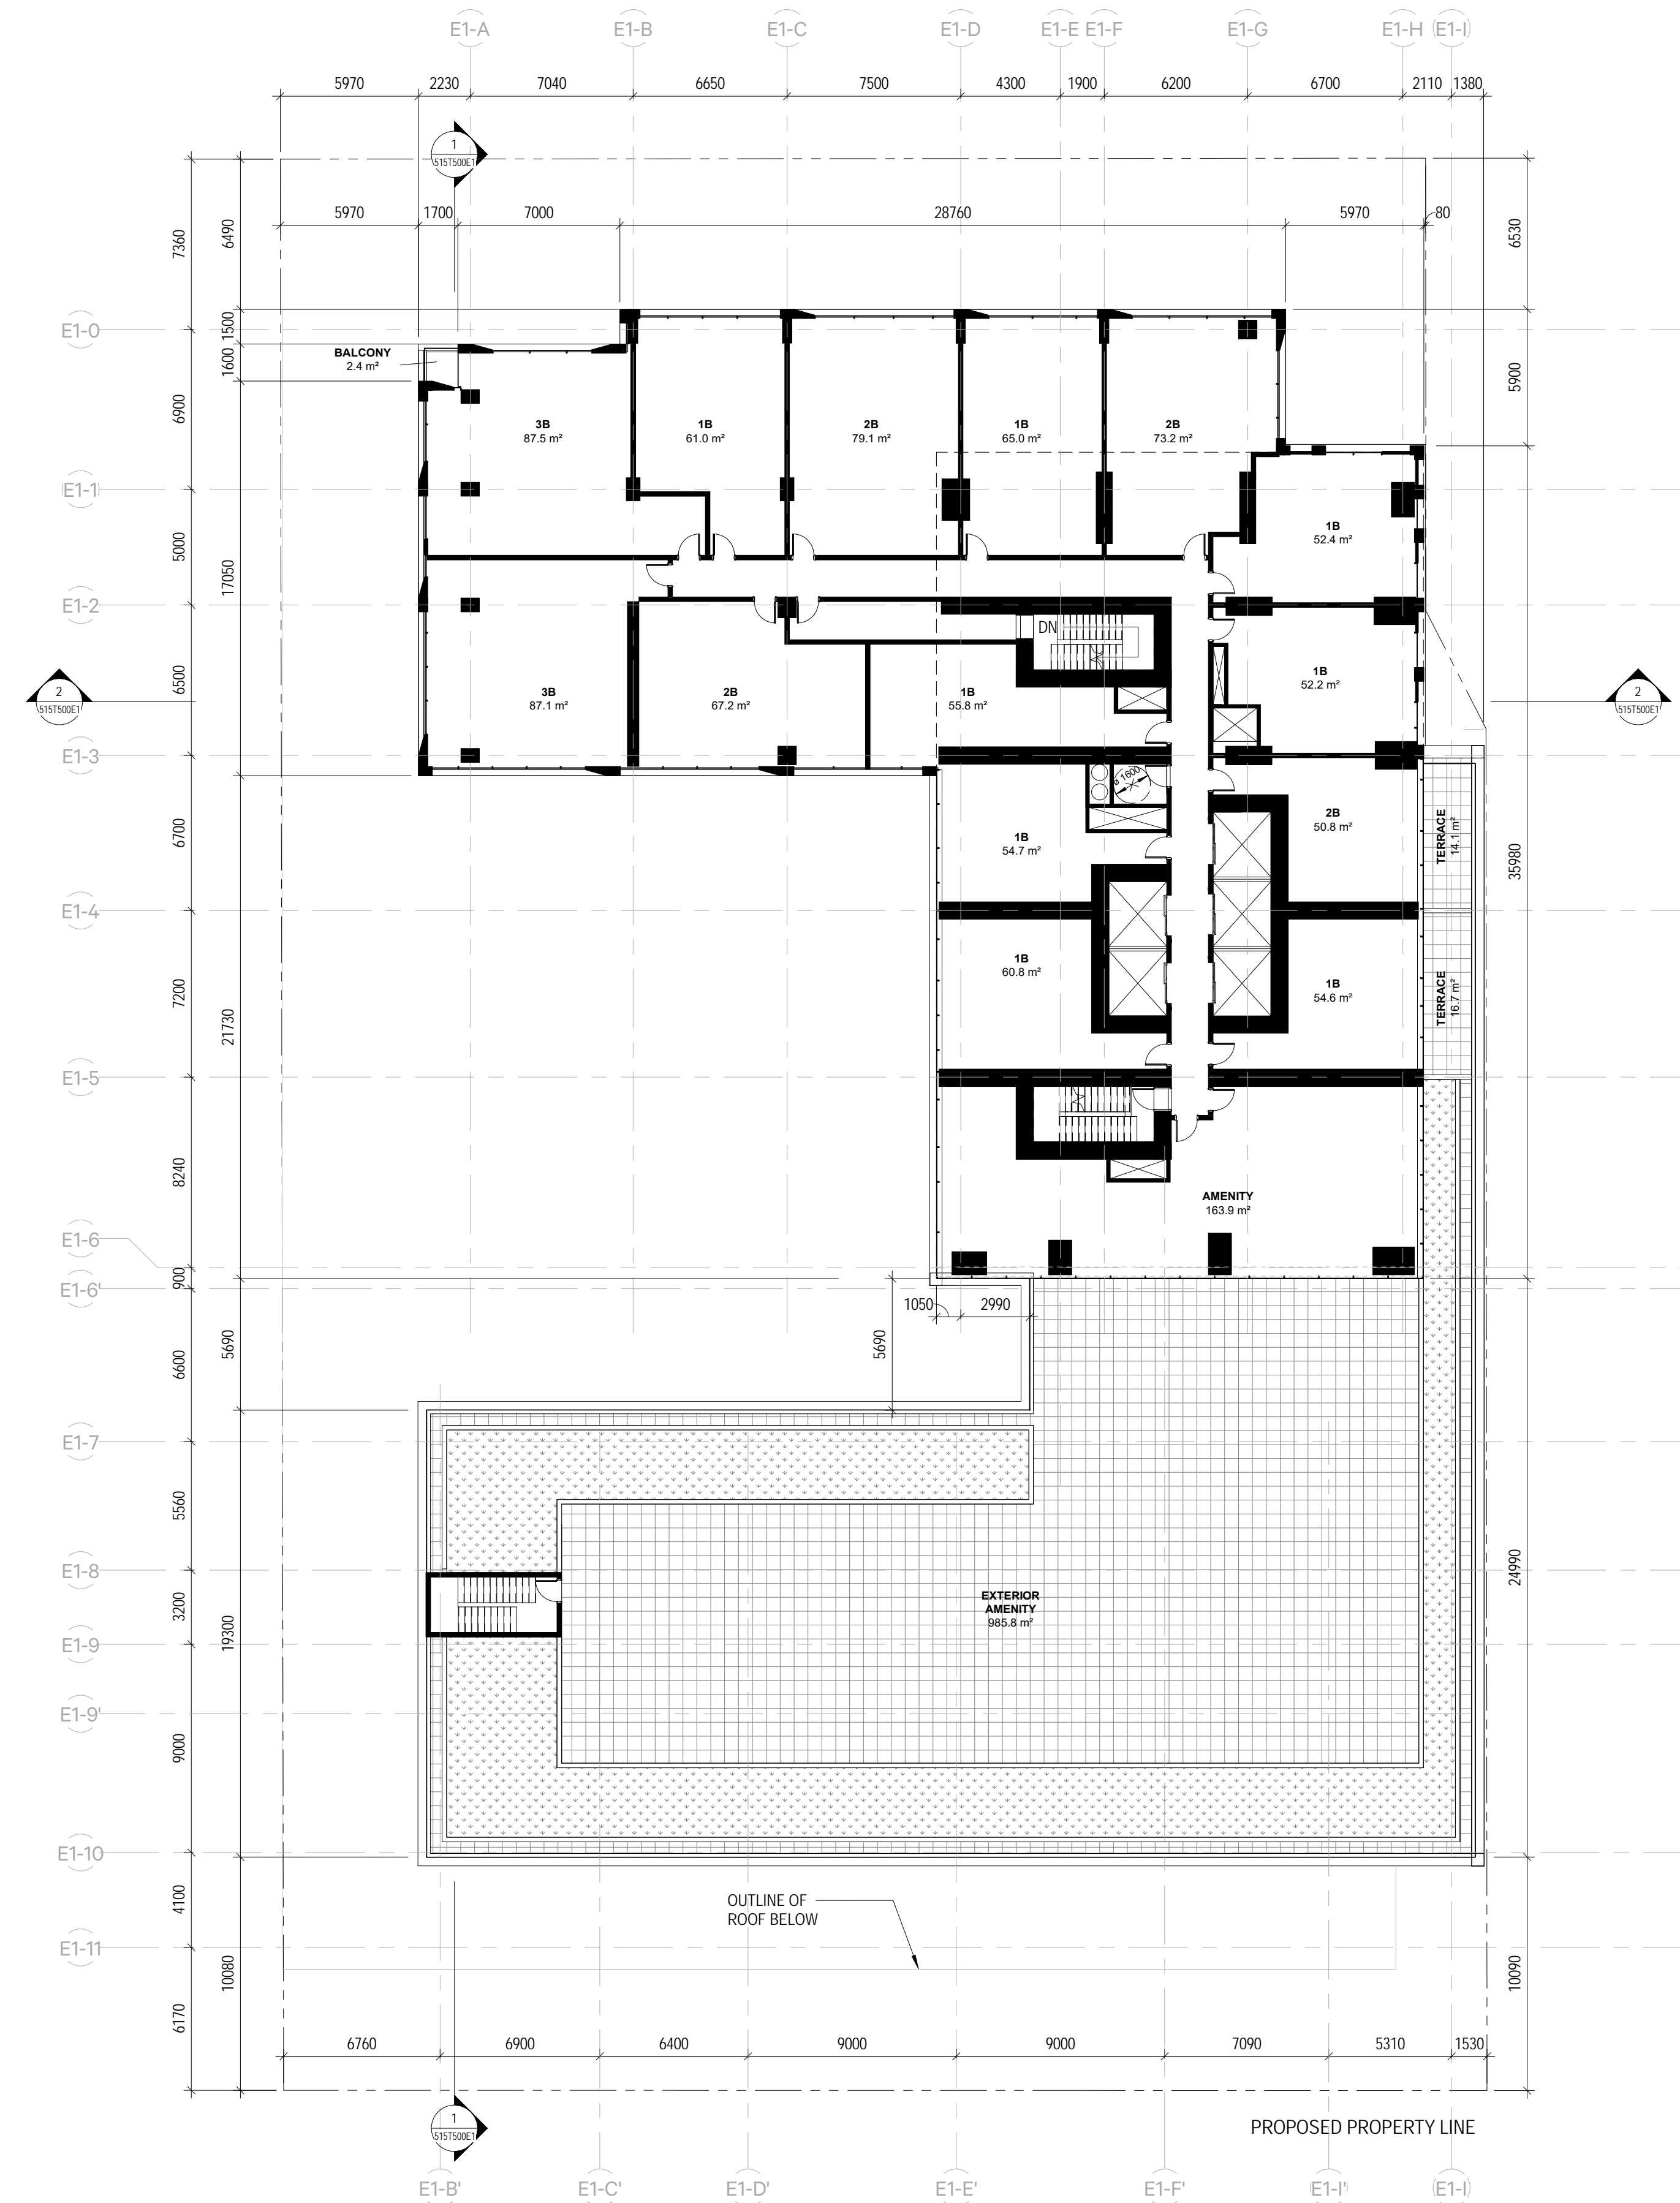 E1-A E1-B E1-C E1-D E1-E E1-F E1-G E1-H E1-I
5970 2230 7040 6650 7500 4300 1900 6200 6700 2110 1380
1
515T500E1
5970 1700 7000 28760 5970 80
7360
6490
6530
E1-0
1500
1600
BALCONY
2.4 m²
6900
5900
3B
87.5 m²
1B
61.0 m²
2B
79.1 m²
1B
65.0 m²
2B
73.2 m²
E1-1
1B
52.4 m²
5000
17050
E1-2
DN
6500
2
515T500E1
3B
87.1 m²
2B
67.2 m²
1B
55.8 m²
1B
52.2 m²
2
515T500E1
E1-3
ø 1600
6700
1B
54.7 m²
2B
50.8 m²
TERRACE
14.1 m²
35980
E1-4
7200
21730
1B
60.8 m²
1B
54.6 m²
TERRACE
16.7 m²
E1-5
8240
AMENITY
163.9 m²
E1-6
900
E1-6'
1050 2990
6600
5690
5690
E1-7
5560
E1-8
3200
19300
EXTERIOR
AMENITY
985.8 m²
24990
E1-9
E1-9'
9000
E1-10
4100
OUTLINE OF
ROOF BELOW
E1-11
10080
10090
6170
6760 6900 6400 9000 9000 7090 5310 1530
1
515T500E1
PROPOSED PROPERTY LINE
E1-B' E1-C' E1-D' E1-E' E1-F' E1-I' E1-I